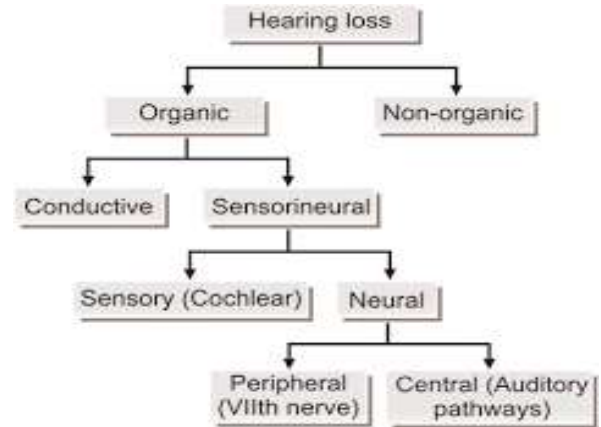 Hearing loss
Organic
Non-organic
Conductive
Sensorineural
Sensory (Cochlear)
Neural
Peripheral
(VIIth nerve)
Central (Auditory
pathways)